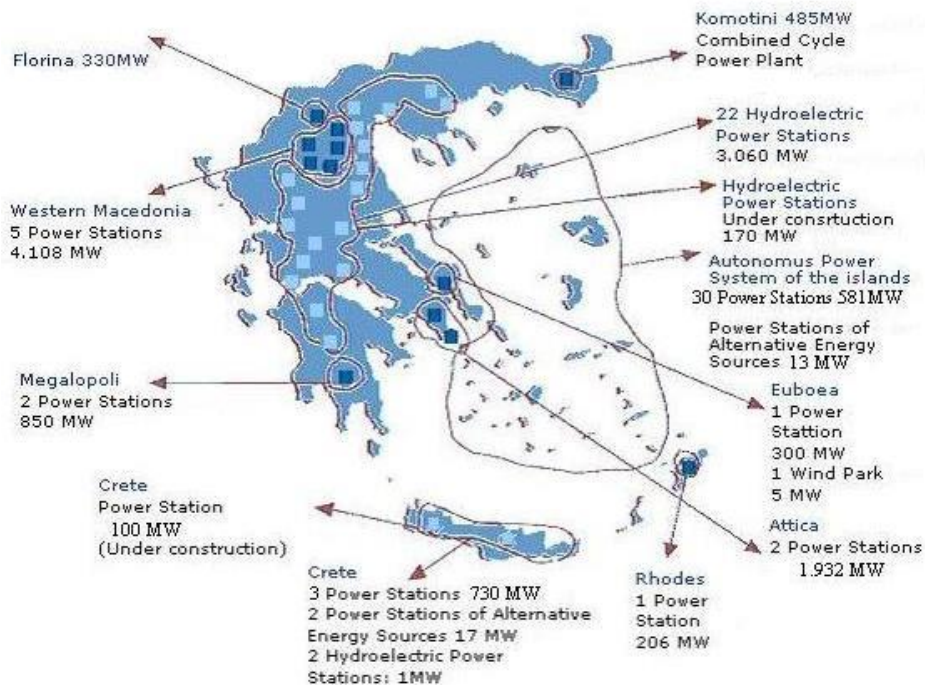 Florina 330MW
Komotini 485MW
Combined Cycle
Power Plant
22 Hydroelectric
Power Stations
3.060 MW
Hydroelectric
Power Stations
Under consrtuction
170 MW
Western Macedonia
5 Power Stations
4.108 MW
Autonomus Power
System of the islands
30 Power Stations 581MW
Power Stations of
Alternative Energy
Sources 13 MW
Megalopoli
2 Power Stations
850 MW
Euboea
1 Power
Stattion
300 MW
1 Wind Park
5 MW
Crete
Power Station
100 MW
(Under construction)
Attica
2 Power Stations
1.932 MW
Crete
3 Power Stations 730 MW
2 Power Stations of Alternative
Energy Sources 17 MW
2 Hydroelectric Power
Stations: 1MW
Rhodes
1 Power
Station
206 MW